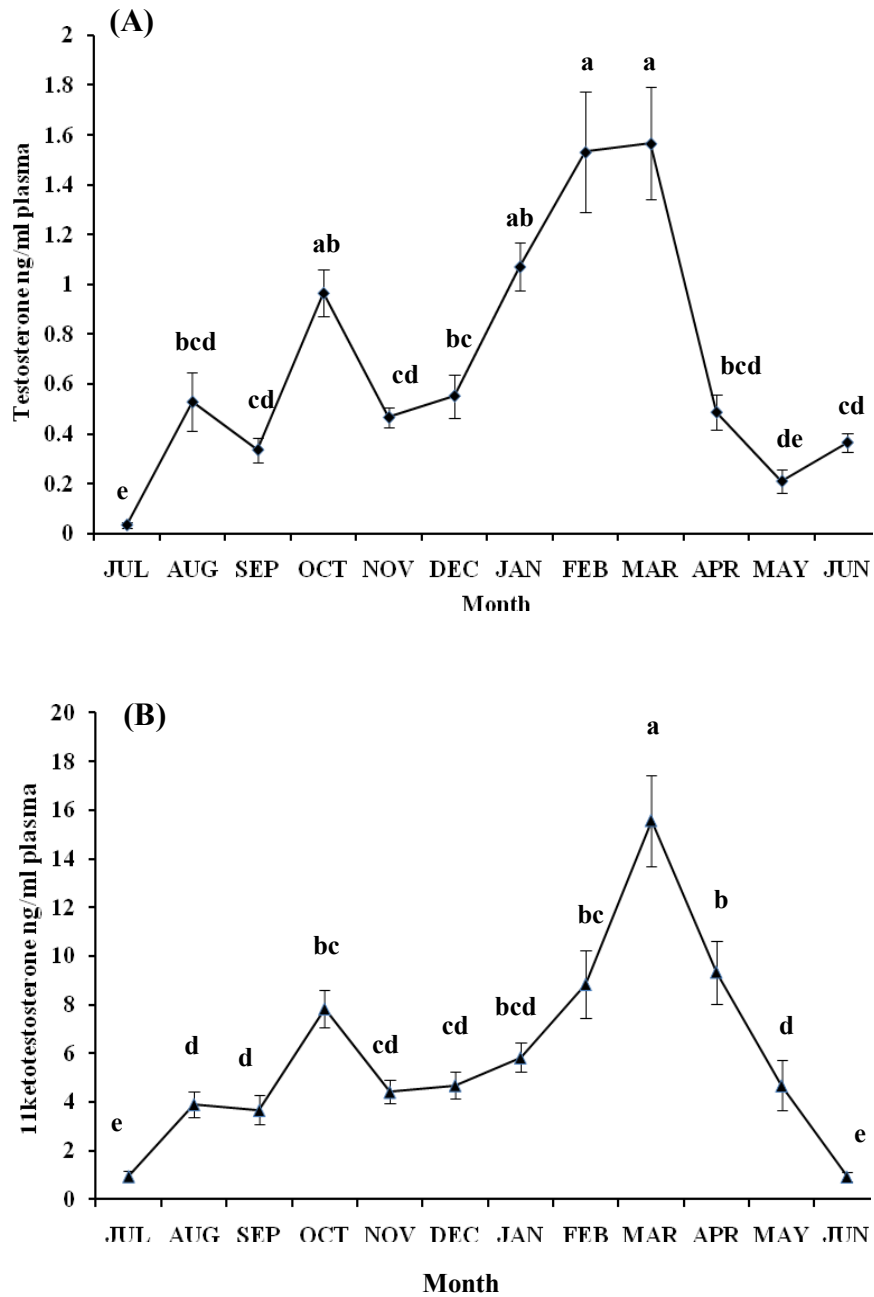 (A)
Testosterone ng/ml plasma
2
1.8
1.6
1.4
1.2
1
0.8
0.6
0.4
0.2
0
e
bcd
cd
ab
cd
bc
ab
a
a
bcd
de
cd
JUL AUG SEP OCT NOV DEC JAN FEB MAR APR MAY JUN
Month
(B)
11ketotestosterone ng/ml plasma
20
18
16
14
12
10
8
6
4
2
0
e
d
d
bc
cd
cd
bcd
bc
a
b
d
e
JUL AUG SEP OCT NOV DEC JAN FEB MAR APR MAY JUN
Month